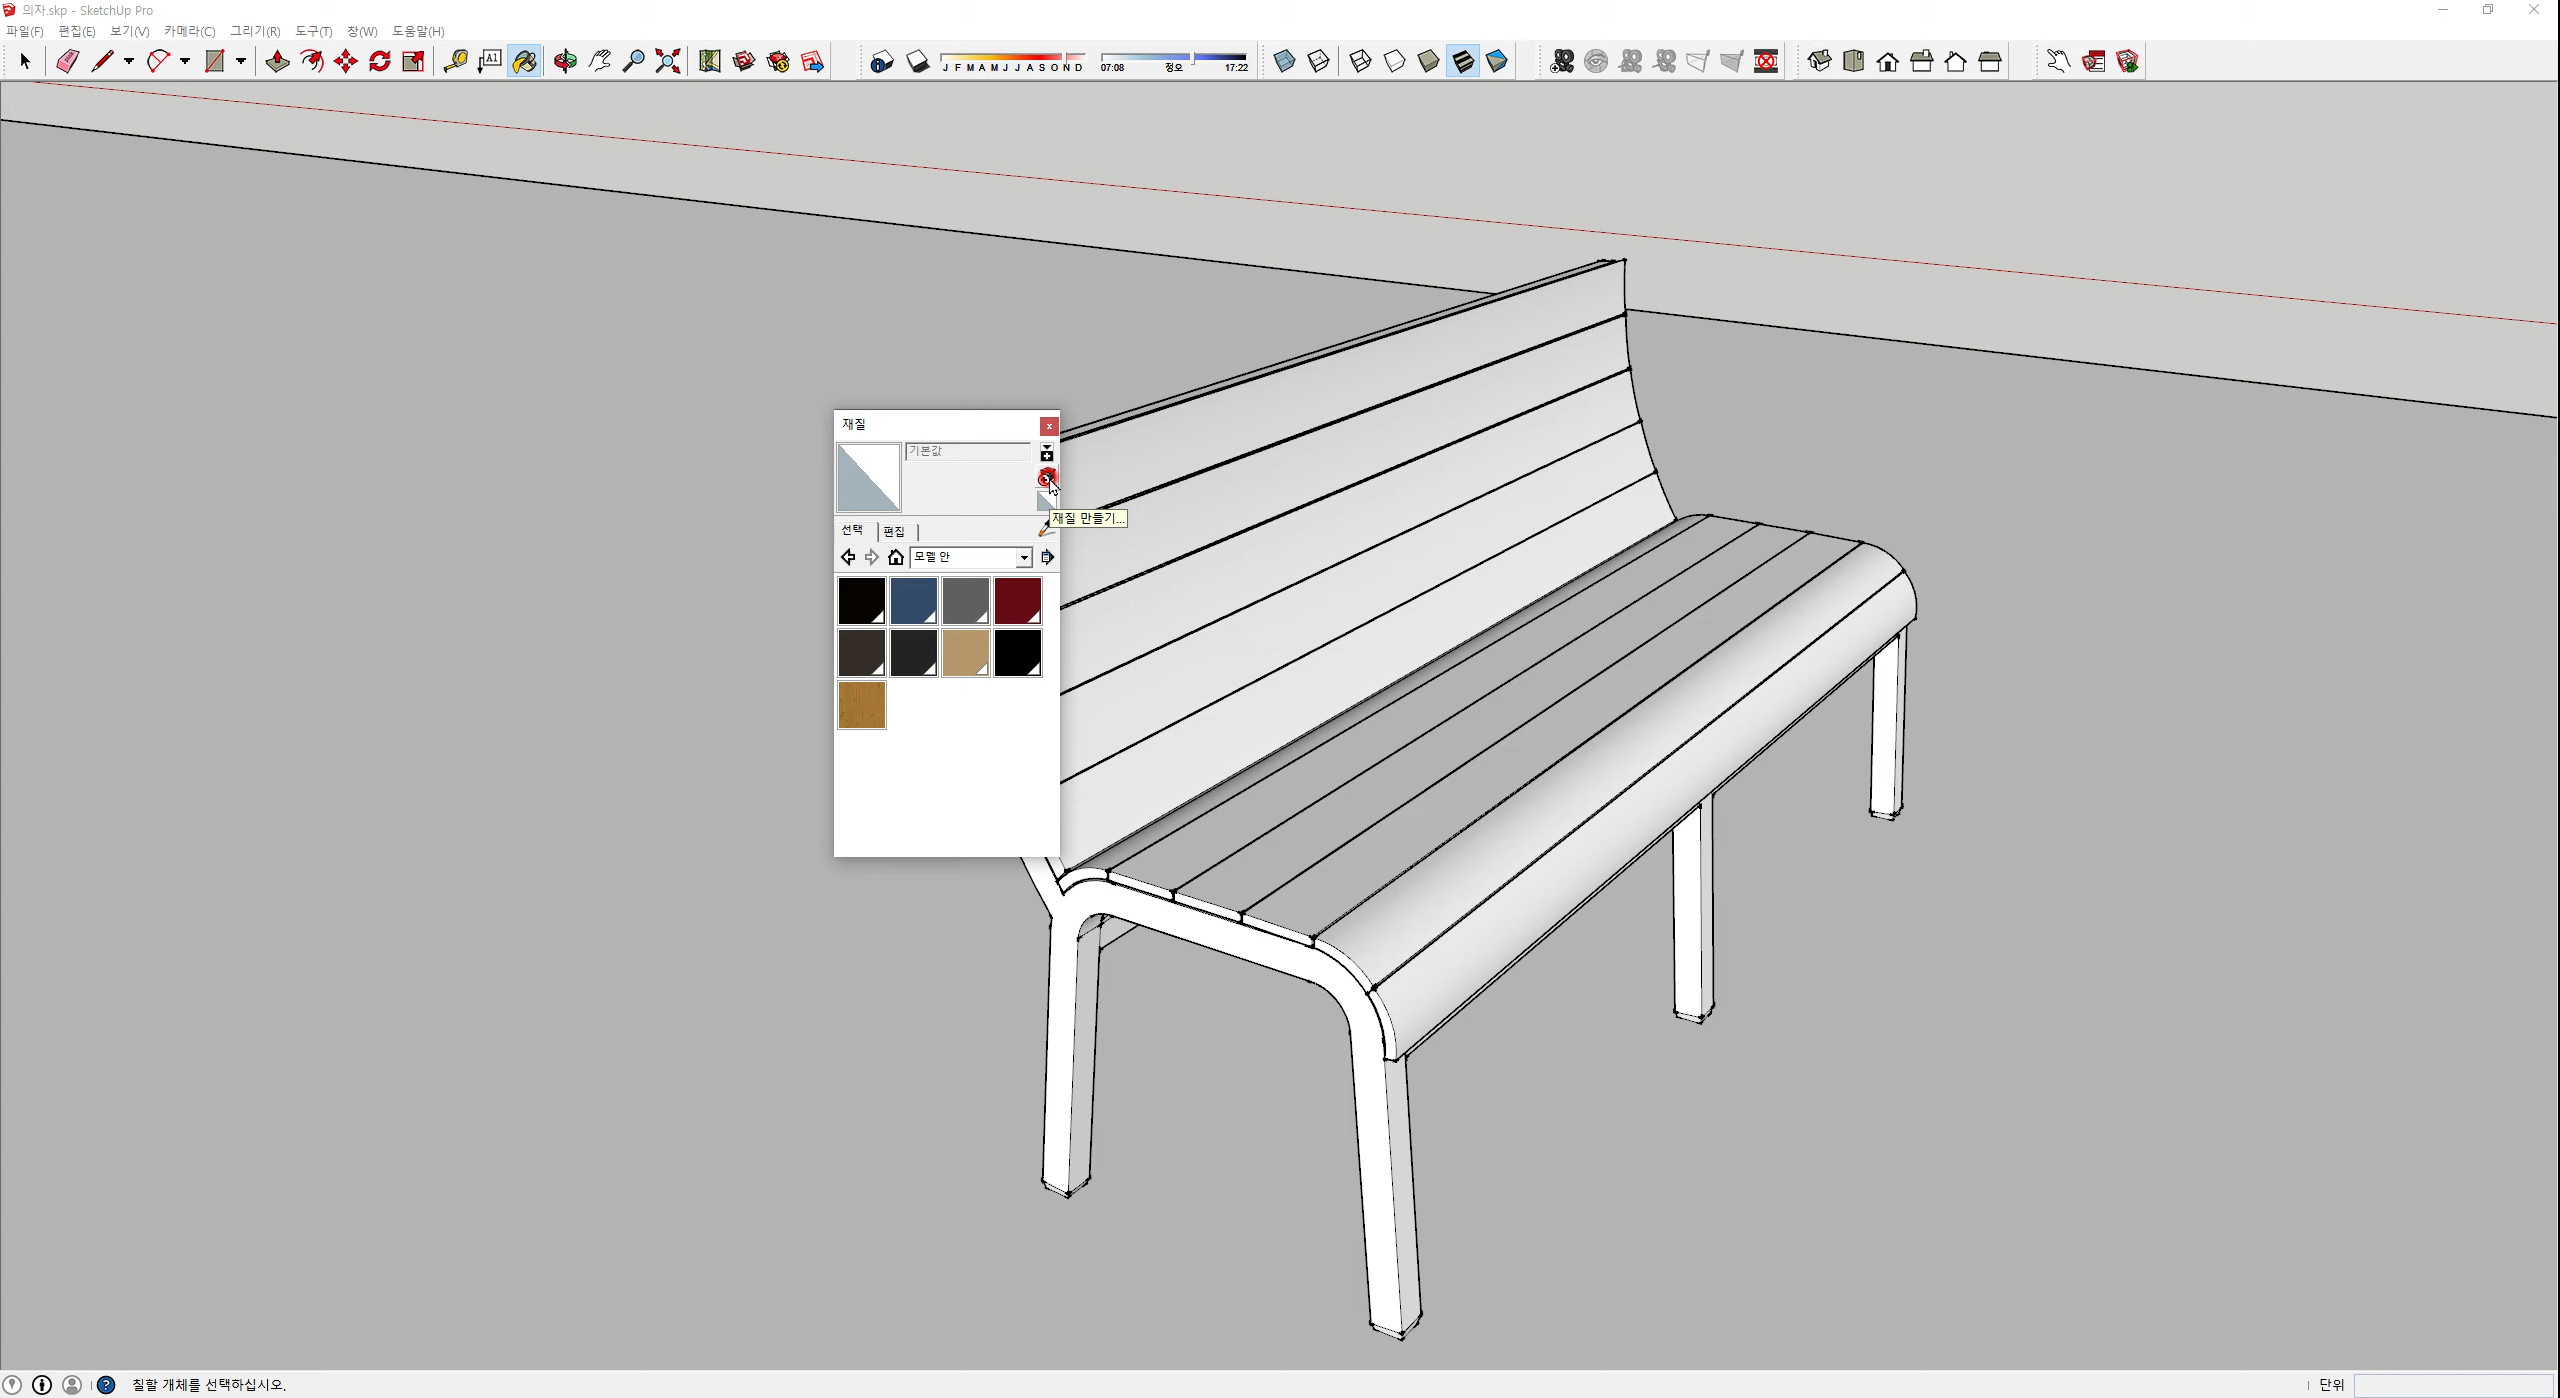 의자.skp - SketchUp Pro
파일(F) 편집(E) 보기(V) 카메라(C) 그리기(R) 도구(T) 창(W) 도움말(H)
A1
J F M A M J J A S O N D
07:08 정오 17:22
재질
기본값
재질 만들기...
선택 편집
모델 안
칠할 개체를 선택하십시오.
단위